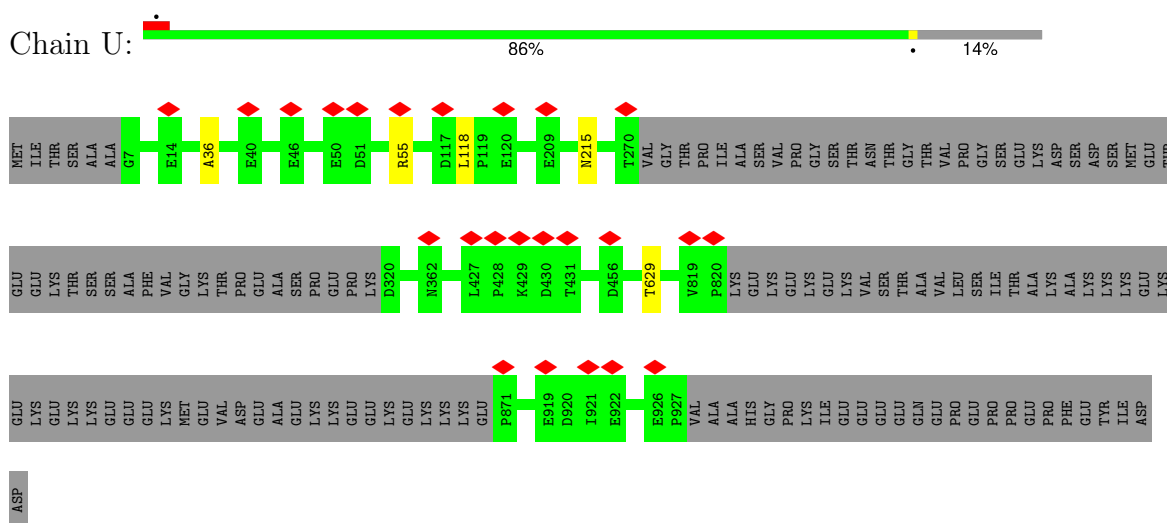 Chain U:
86%
14%
MET ILE THR SER ALA ALA G7 E14 A36 E40 E46 E50 D51 R55 D117 L118 P119 E120 E209 N215 T270 VAL GLY THR PRO ILE ALA SER VAL PRO GLY SER THR ASN THR GLY THR VAL PRO GLY SER GLU LYS ASP SER ASP SER MET GLU
GLU GLU LYS THR SER SER ALA PHE VAL GLY LYS THR PRO GLU ALA SER PRO GLU PRO LYS D320 N362 L427 P428 K429 D430 T431 D456 T629 V819 P820 LYS GLU LYS GLU LYS GLU LYS VAL SER THR ALA VAL LEU SER ILE THR ALA LYS ALA LYS LYS LYS GLU LYS
GLU LYS GLU LYS LYS GLU GLU GLU LYS MET GLU VAL ASP GLU ALA GLU LYS LYS GLU GLU LYS GLU LYS LYS LYS GLU P871 E919 D920 I921 E922 E926 P927 VAL ALA ALA HIS GLY PRO LYS ILE GLU GLU GLU GLU GLU GLN GLU PRO GLU PRO PRO GLU PRO PHE GLU TYR ILE ASP
ASP